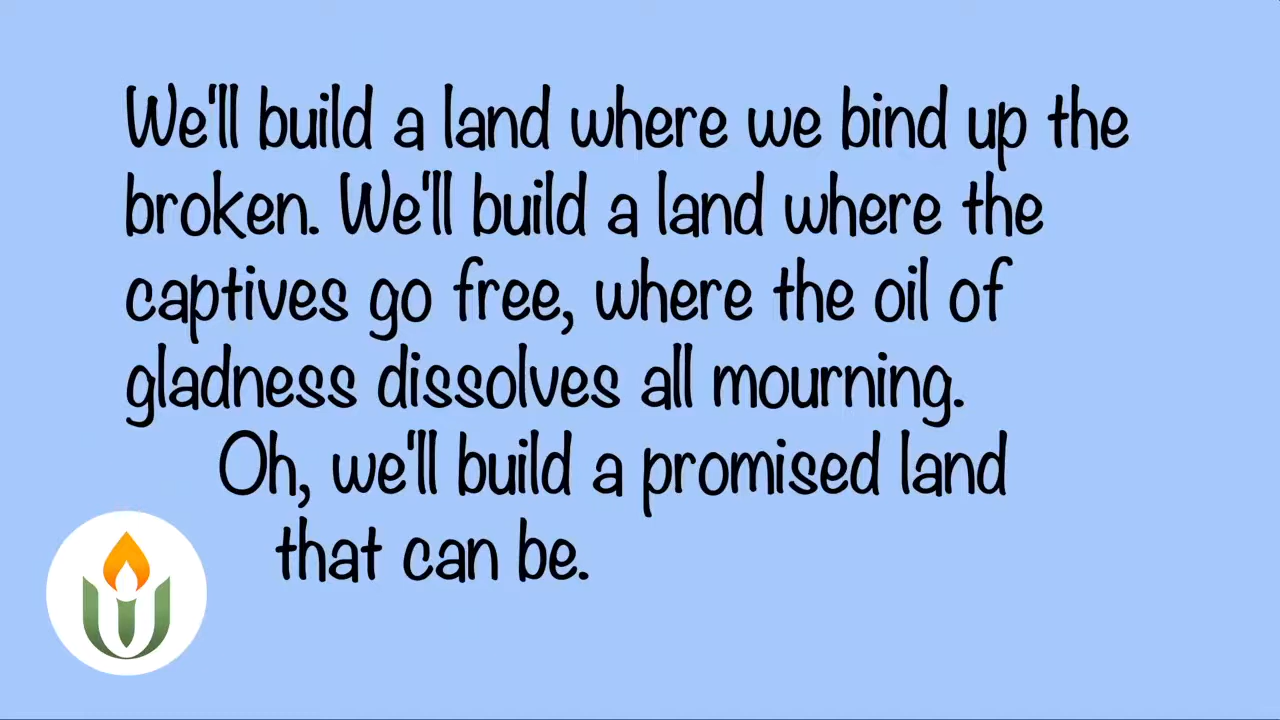 We'll build a land where we bind up the
broken. We'll build a land where the
captives go free, where the oil of
gladness dissolves all mourning.
Oh, we'll build a promised land
that can be.